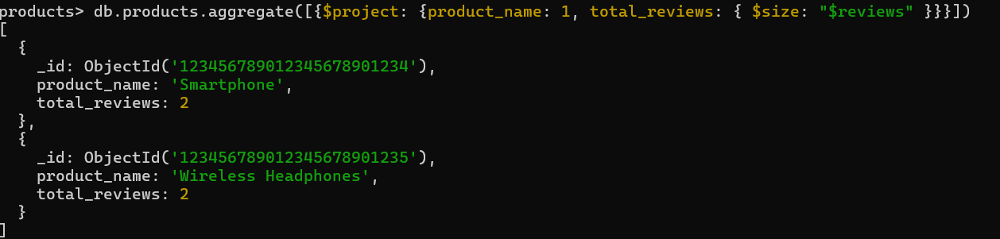 products> db.products.aggregate([{$project: {product_name: 1, total_reviews: { $size: "$reviews" }}}])
[
  {
    _id: ObjectId('123456789012345678901234'),
    product_name: 'Smartphone',
    total_reviews: 2
  },
  {
    _id: ObjectId('123456789012345678901235'),
    product_name: 'Wireless Headphones',
    total_reviews: 2
  }
]